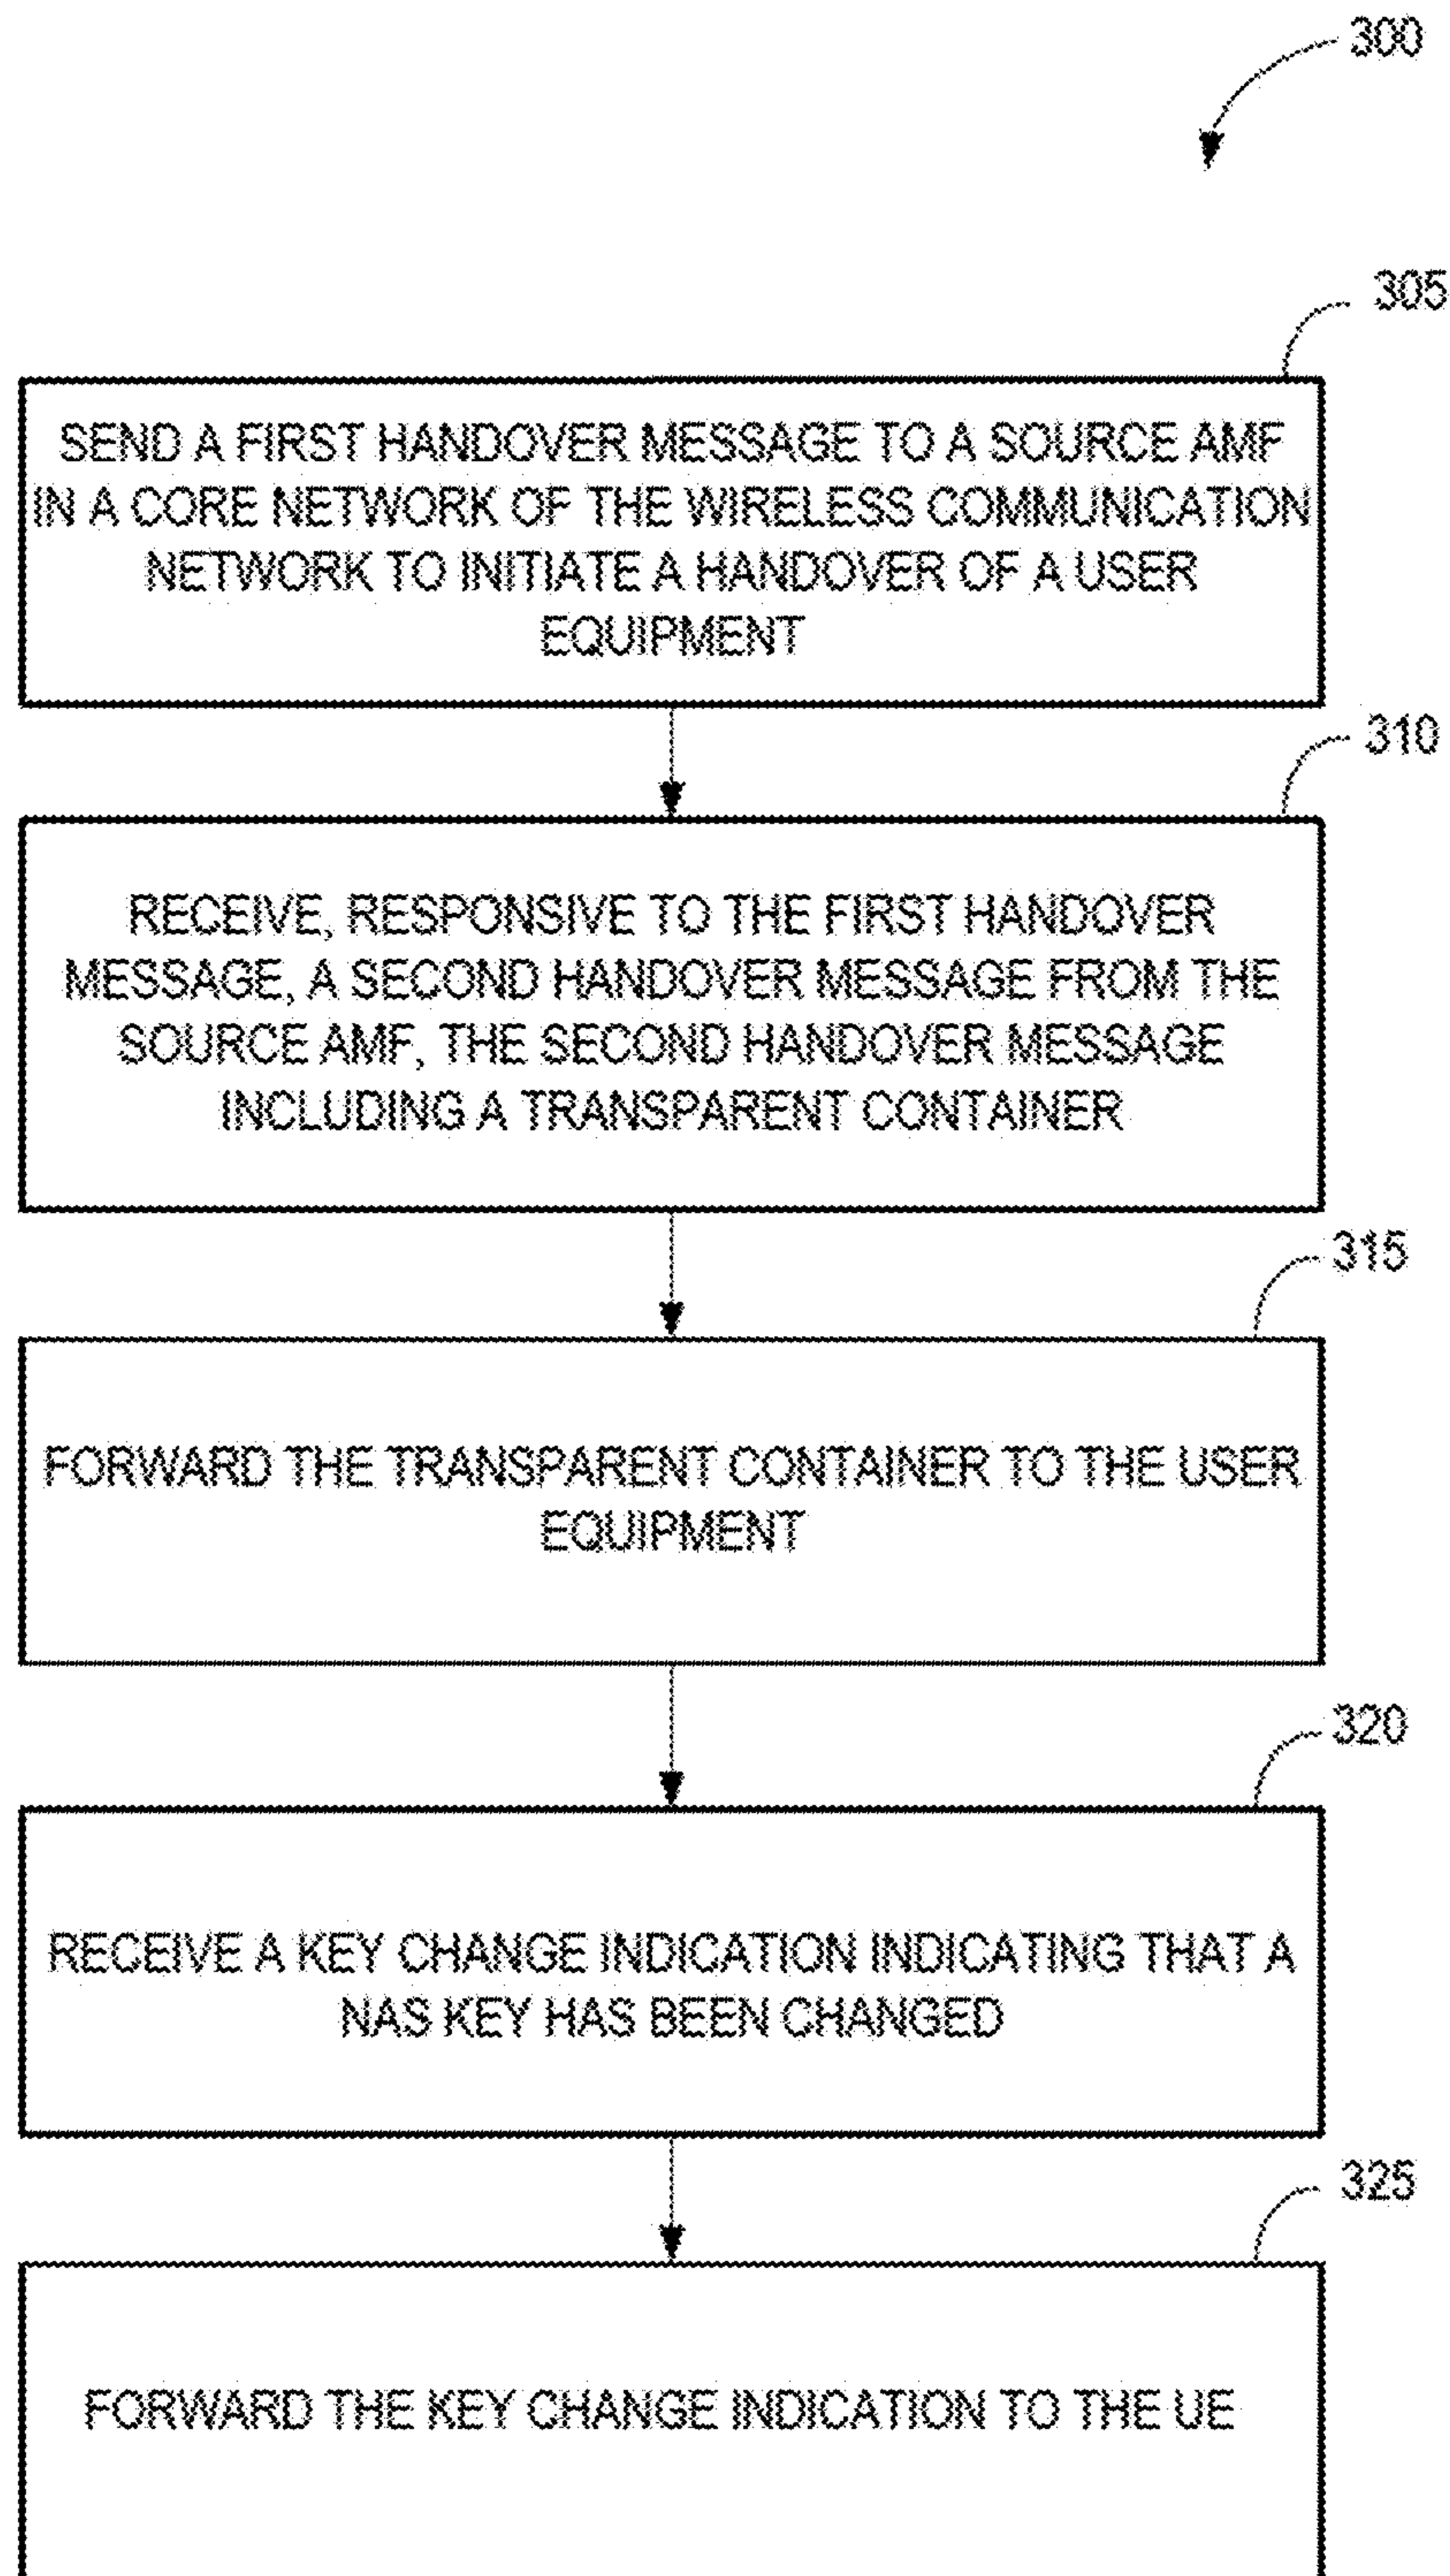 300
305
SEND A FIRST HANDOVER MESSAGE TO A SOURCE AMF
IN A CORE NETWORK OF THE WIRELESS COMMUNICATION
NETWORK TO INITIATE A HANDOVER OF A USER
EQUIPMENT
310
RECEIVE, RESPONSIVE TO THE FIRST HANDOVER
MESSAGE, A SECOND HANDOVER MESSAGE FROM THE
SOURCE AMF, THE SECOND HANDOVER MESSAGE
INCLUDING A TRANSPARENT CONTAINER
315
FORWARD THE TRANSPARENT CONTAINER TO THE USER
EQUIPMENT
320
RECEIVE A KEY CHANGE INDICATION INDICATING THAT A
NAS KEY HAS BEEN CHANGED
325
FORWARD THE KEY CHANGE INDICATION TO THE UE